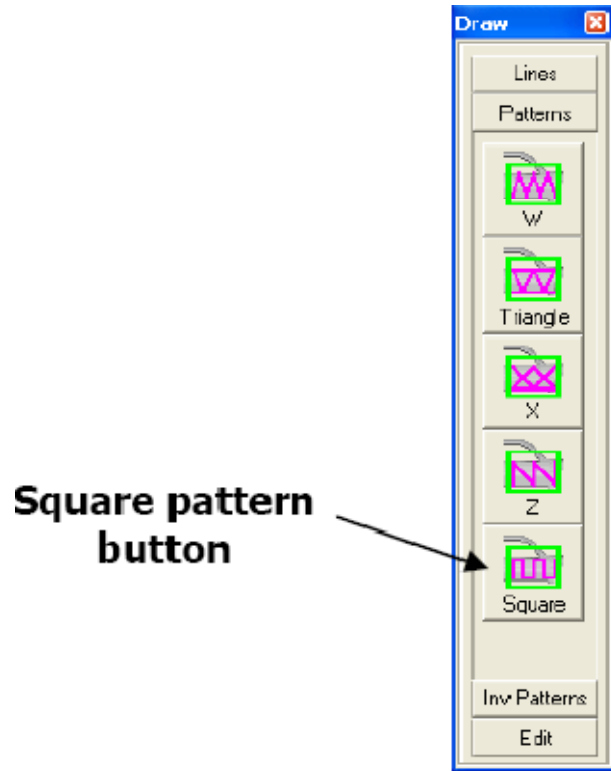 Draw
Lines
Patterns
W
Triangle
X
Z
Square pattern
button
Square
Inv Patterns
Edit